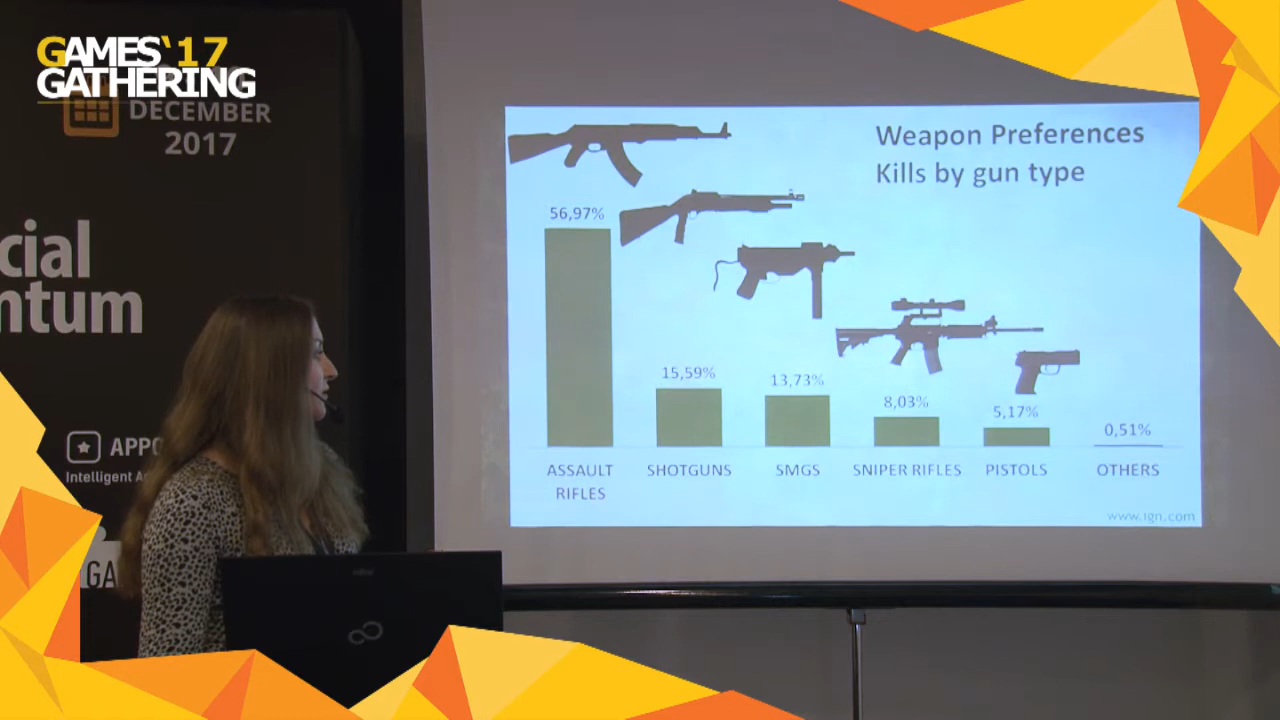 GAMES‘17
GATHERING
DECEMBER
2017
cial
ntum
APPO
Intelligent A
GA
Weapon Preferences
Kills by gun type
56,97%
15,59%
13,73%
8,03%
5,17%
0,51%
ASSAULT
RIFLES
SHOTGUNS
SMGS
SNIPER RIFLES
PISTOLS
OTHERS
www.ign.com